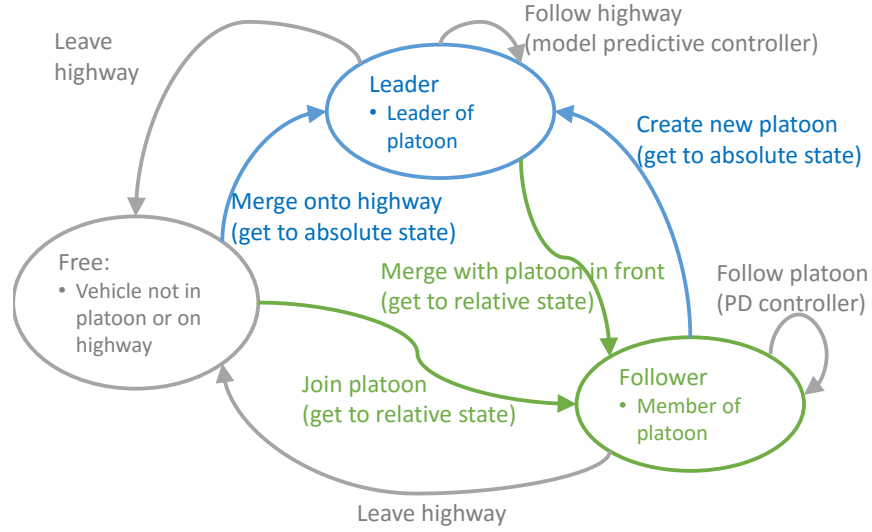 Follow highway
(model predictive controller)
Leave
highway
Leader
• Leader of
platoon
Create new platoon
(get to absolute state)
Merge onto highway
(get to absolute state)
Free:
• Vehicle not in
platoon or on
highway
Merge with platoon in front
(get to relative state)
Follow platoon
(PD controller)
Join platoon
(get to relative state)
Follower
• Member of
platoon
Leave highway